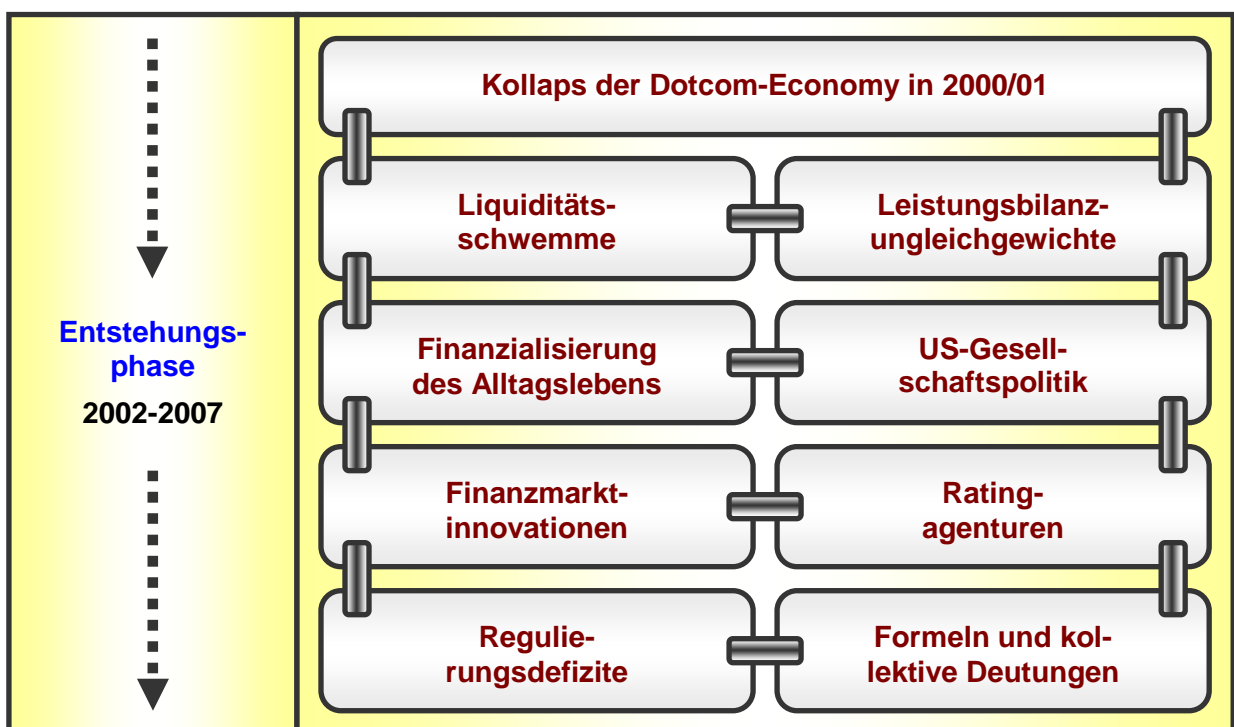 Kollaps der Dotcom-Economy in 2000/01
Liquiditäts-
schwemme
Leistungsbilanz-
ungleichgewichte
Entstehungs-
phase
2002-2007
Finanzialisierung
des Alltagslebens
US-Gesell-
schaftspolitik
Finanzmarkt-
innovationen
Rating-
agenturen
Regulie-
rungsdefizite
Formeln und kol-
lektive Deutungen